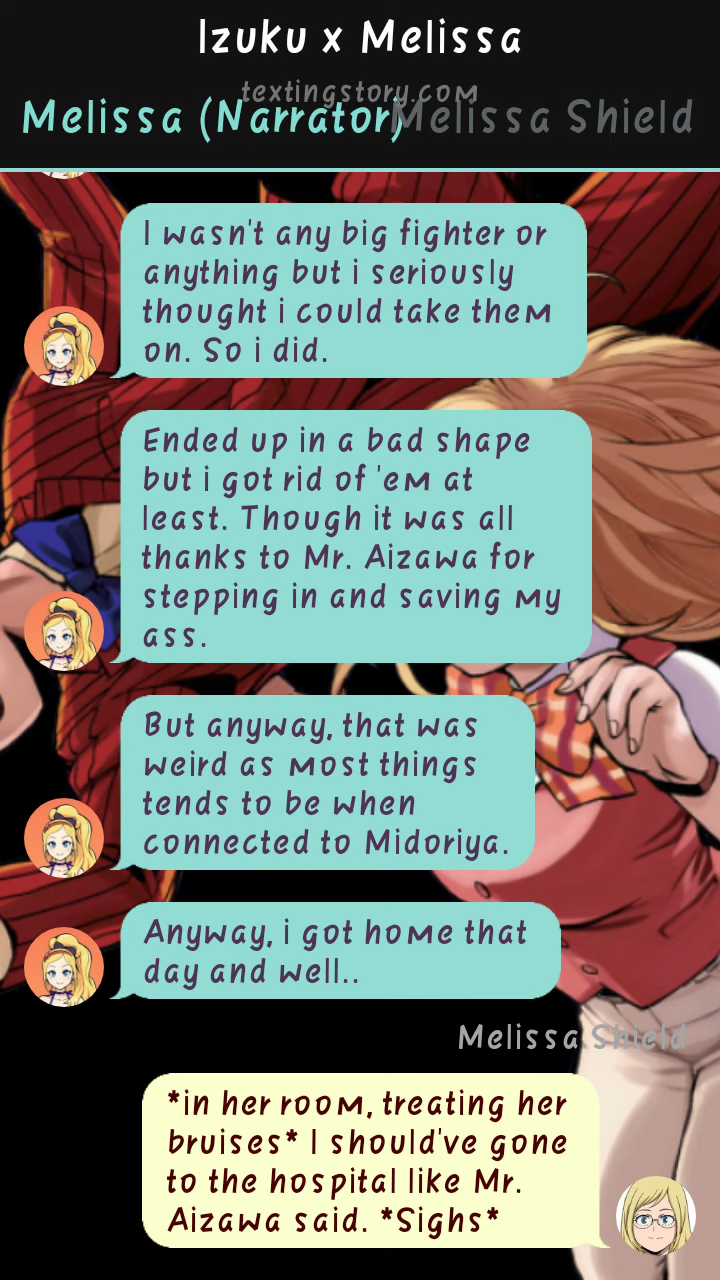 Izuku x Melissa
textingstory.com
Melissa (Narrator) Melissa Shield
I wasn't any big fighter or
anything but i seriously
thought i could take them
on. So i did.
Ended up in a bad shape
but i got rid of 'em at
least. Though it was all
thanks to Mr. Aizawa for
stepping in and saving my
ass.
But anyway, that was
weird as most things
tends to be when
connected to Midoriya.
Anyway, i got home that
day and well..
Melissa Shield
*in her room, treating her
bruises* I should've gone
to the hospital like Mr.
Aizawa said. *Sighs*